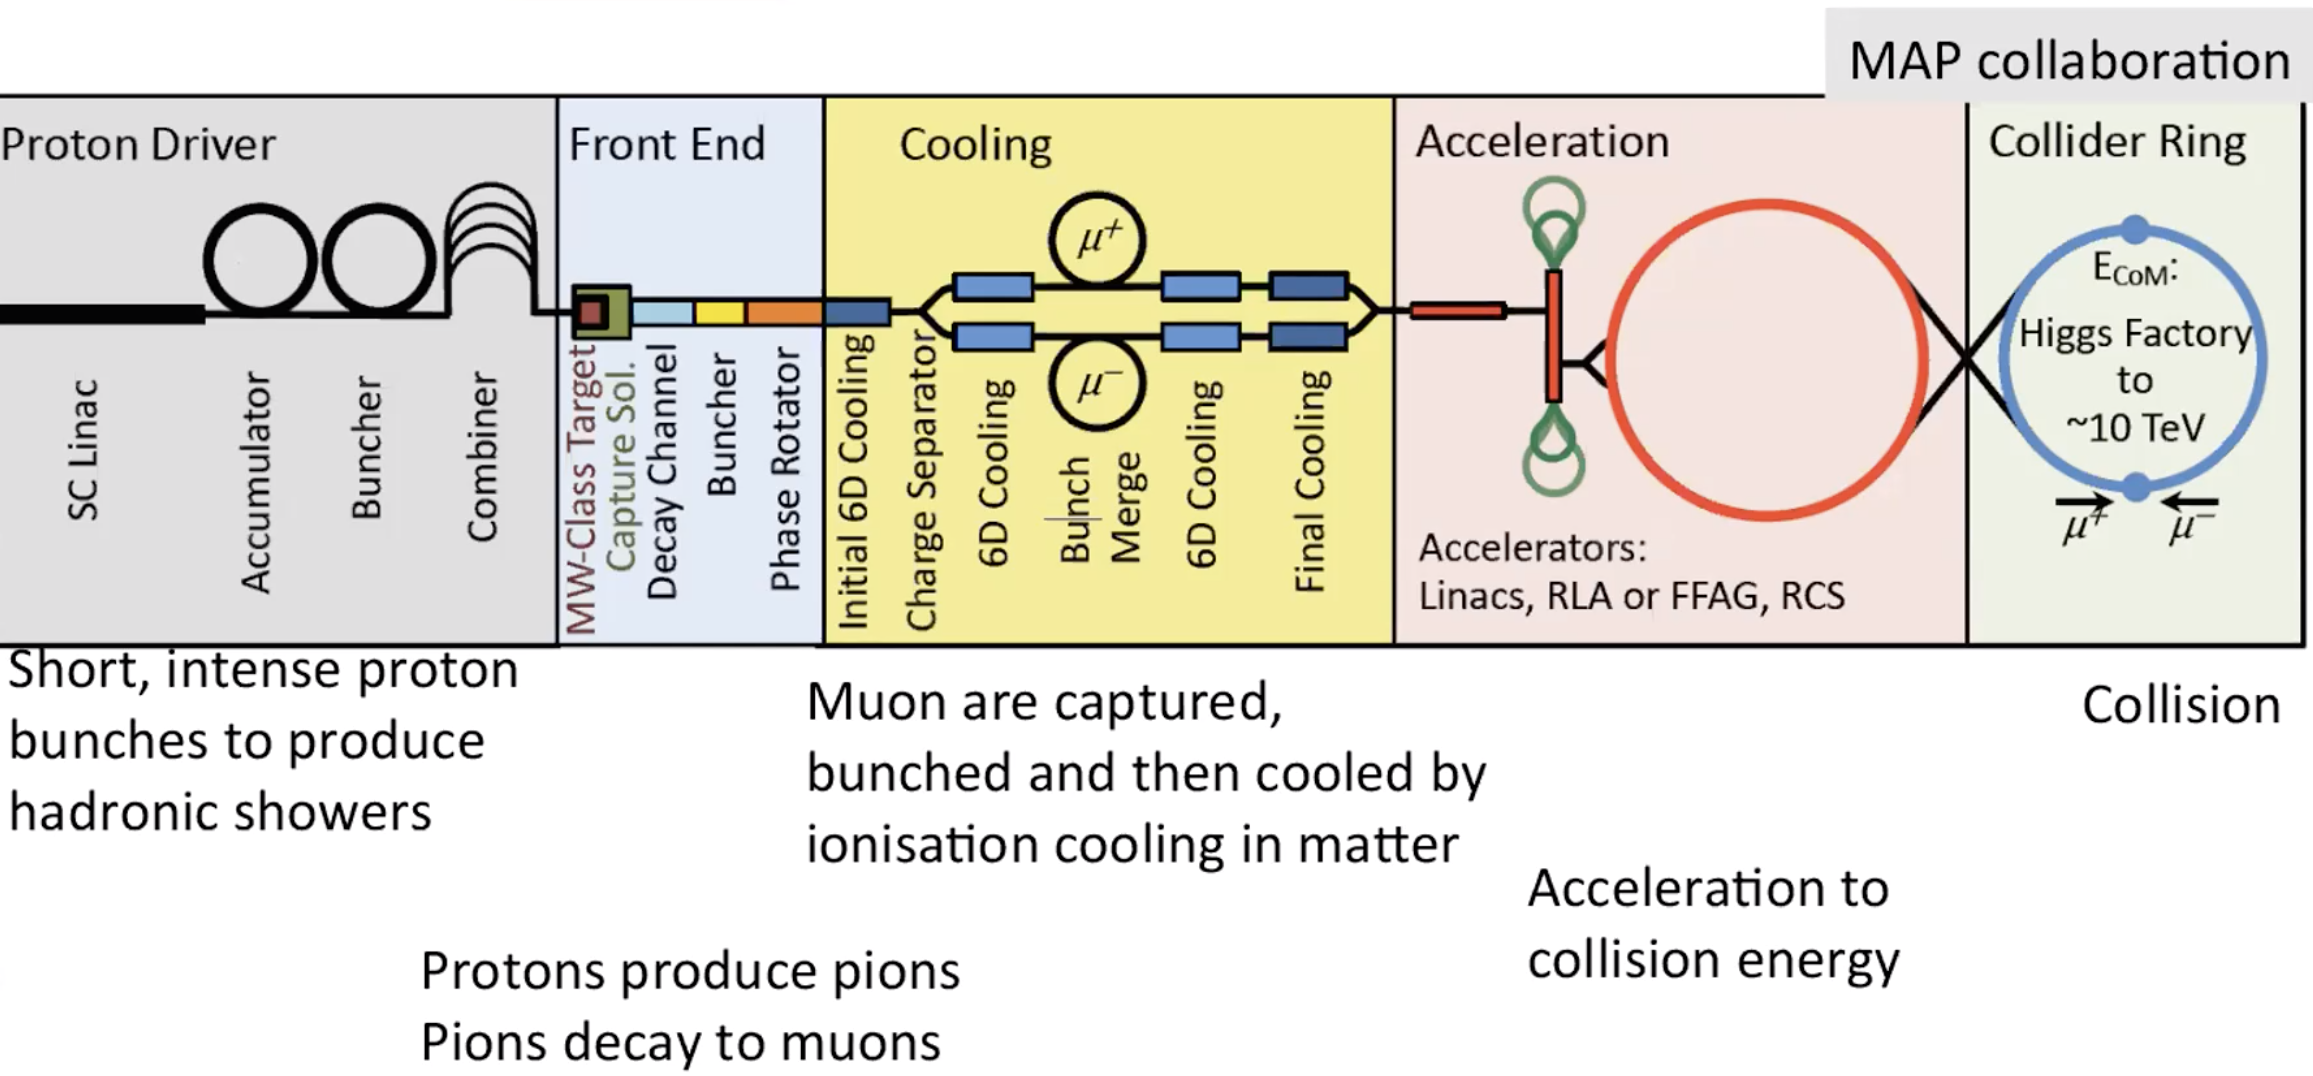 MAP collaboration
Proton Driver
Front End
Cooling
Acceleration
Collider Ring
μ+
μ−
SC Linac
Accumulator
Buncher
Combiner
MW-Class Target
Capture Sol.
Decay Channel
Buncher
Phase Rotator
Initial 6D Cooling
Charge Separator
6D Cooling
Bunch
Merge
6D Cooling
Final Cooling
Accelerators:
Linacs, RLA or FFAG, RCS
ECoM:
Higgs Factory
to
~10 TeV
μ+ μ−
Short, intense proton
bunches to produce
hadronic showers
Muon are captured,
bunched and then cooled by
ionisation cooling in matter
Collision
Acceleration to
collision energy
Protons produce pions
Pions decay to muons